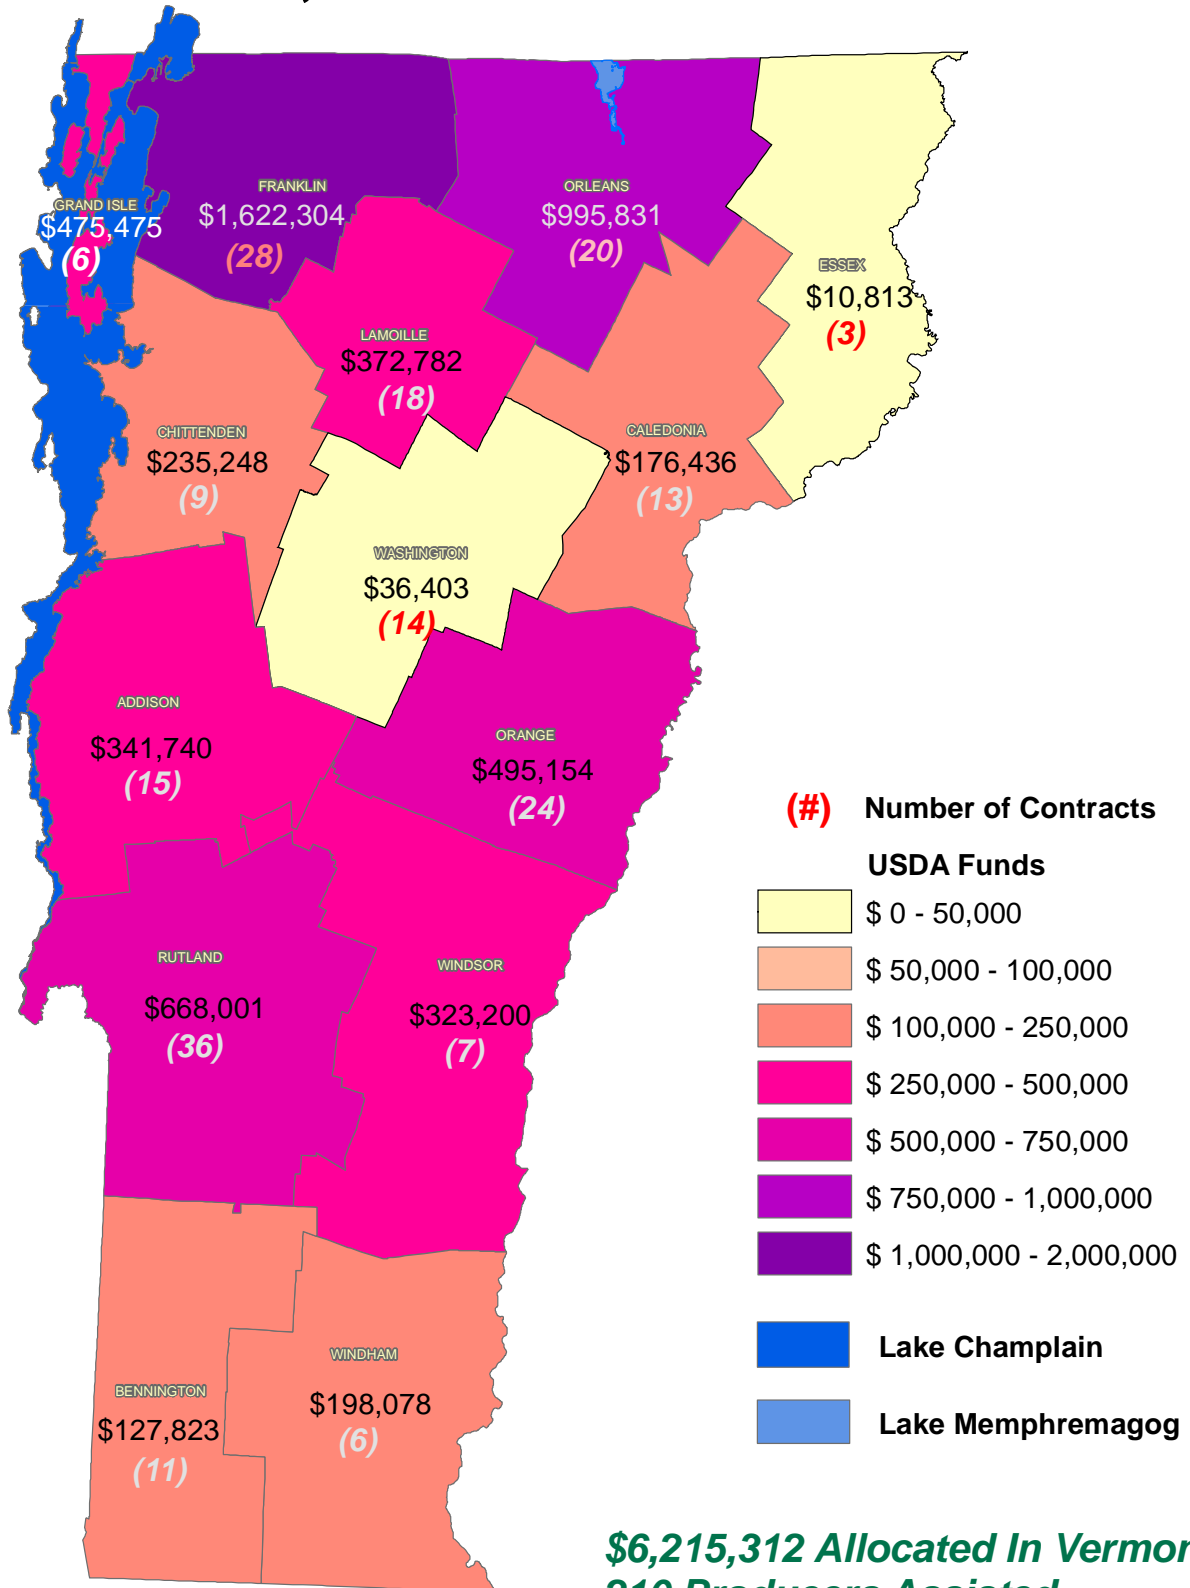 GRAND ISLE
$475,475
(6)
FRANKLIN
$1,622,304
(28)
ORLEANS
$995,831
(20)
ESSEX
$10,813
(3)
LAMOILLE
$372,782
(18)
CHITTENDEN
$235,248
(9)
CALEDONIA
$176,436
(13)
WASHINGTON
$36,403
(14)
ADDISON
$341,740
(15)
ORANGE
$495,154
(24)
RUTLAND
$668,001
(36)
WINDSOR
$323,200
(7)
BENNINGTON
$127,823
(11)
WINDHAM
$198,078
(6)
(#) Number of Contracts
USDA Funds
$ 0 - 50,000
$ 50,000 - 100,000
$ 100,000 - 250,000
$ 250,000 - 500,000
$ 500,000 - 750,000
$ 750,000 - 1,000,000
$ 1,000,000 - 2,000,000
Lake Champlain
Lake Memphremagog
$6,215,312 Allocated In Vermon
Producers Assisted